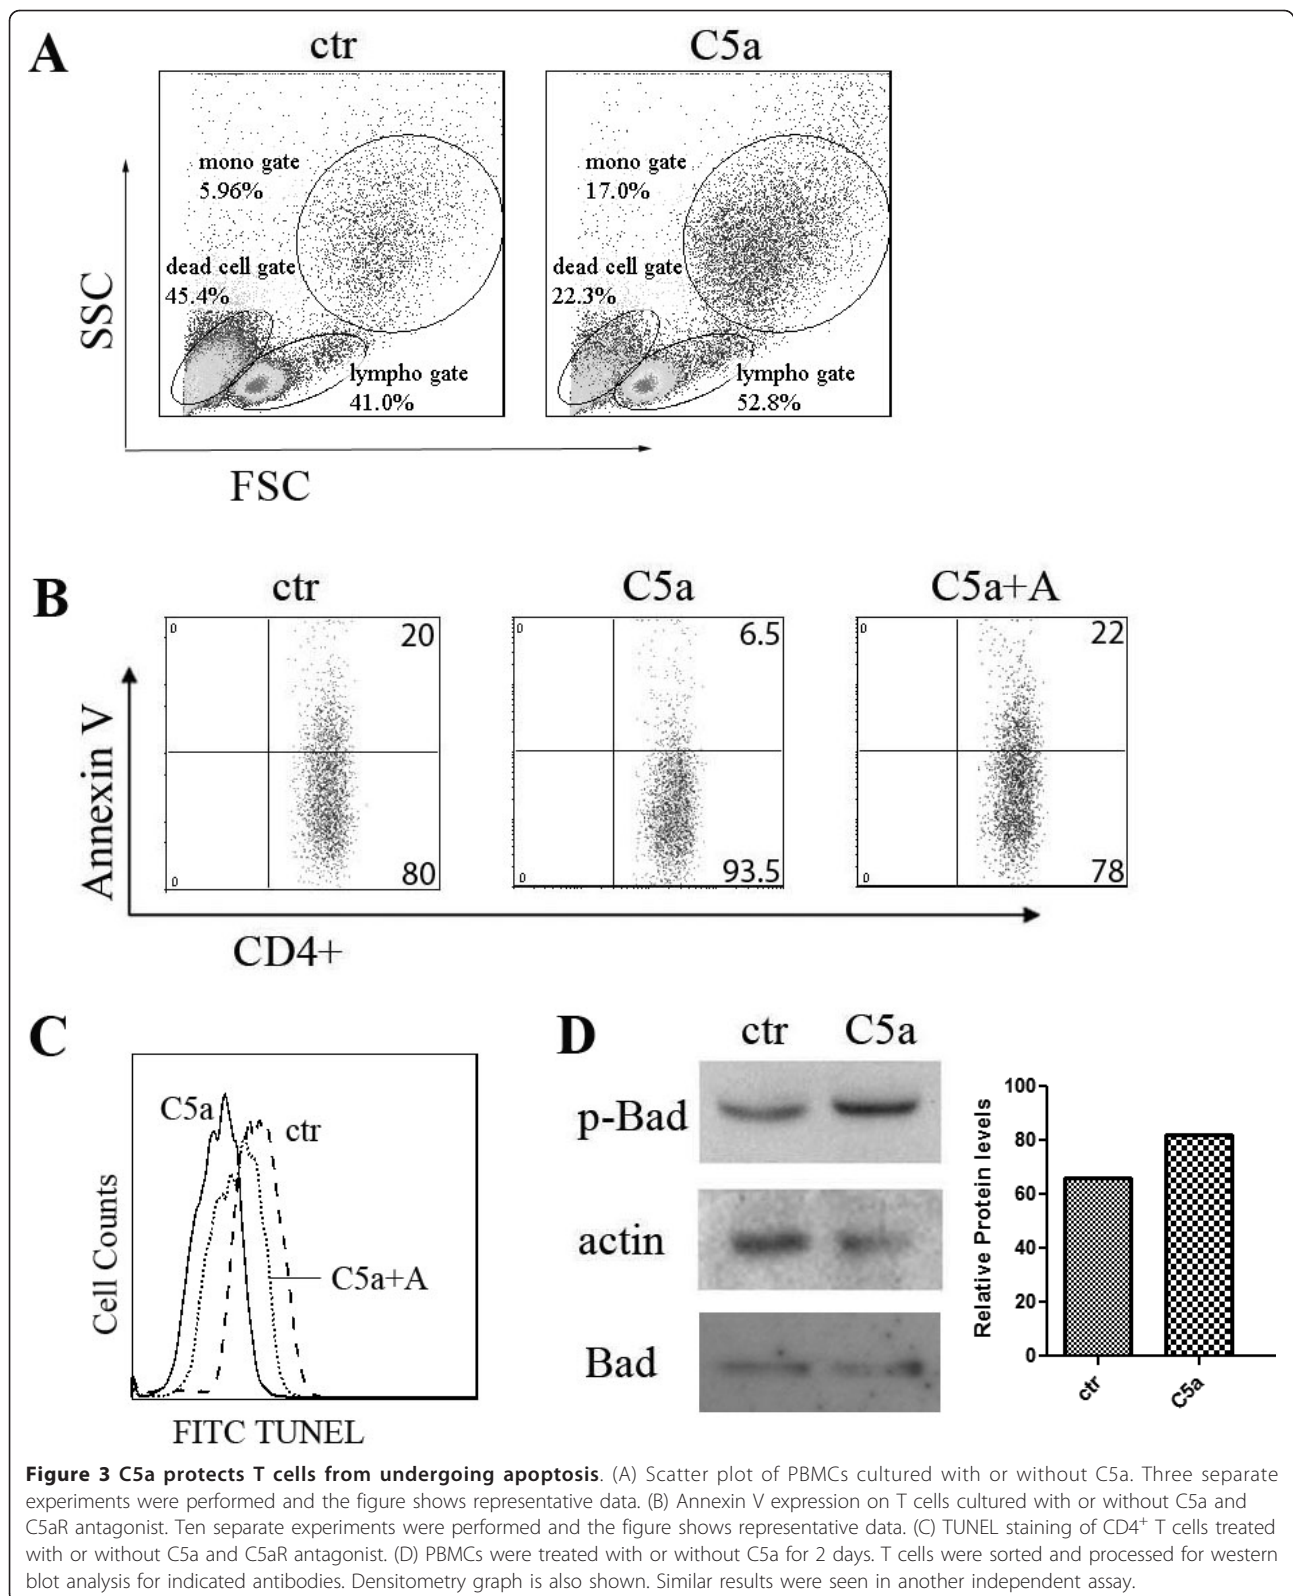 A
ctr
C5a
mono gate
5.96%
dead cell gate
45.4%
lympho gate
41.0%
mono gate
17.0%
dead cell gate
22.3%
lympho gate
52.8%
SSC
FSC
B
ctr
C5a
C5a+A
0
20
0
80
0
6.5
0
93.5
0
22
0
78
Annexin V
CD4+
C
C5a
ctr
C5a+A
Cell Counts
FITC TUNEL
D
ctr
C5a
p-Bad
actin
Bad
Relative Protein levels
100
80
60
40
20
0
ctr
C5a
Figure 3 C5a protects T cells from undergoing apoptosis. (A) Scatter plot of PBMCs cultured with or without C5a. Three separate
experiments were performed and the figure shows representative data. (B) Annexin V expression on T cells cultured with or without C5a and
C5aR antagonist. Ten separate experiments were performed and the figure shows representative data. (C) TUNEL staining of CD4⁺ T cells treated
with or without C5a and C5aR antagonist. (D) PBMCs were treated with or without C5a for 2 days. T cells were sorted and processed for western
blot analysis for indicated antibodies. Densitometry graph is also shown. Similar results were seen in another independent assay.